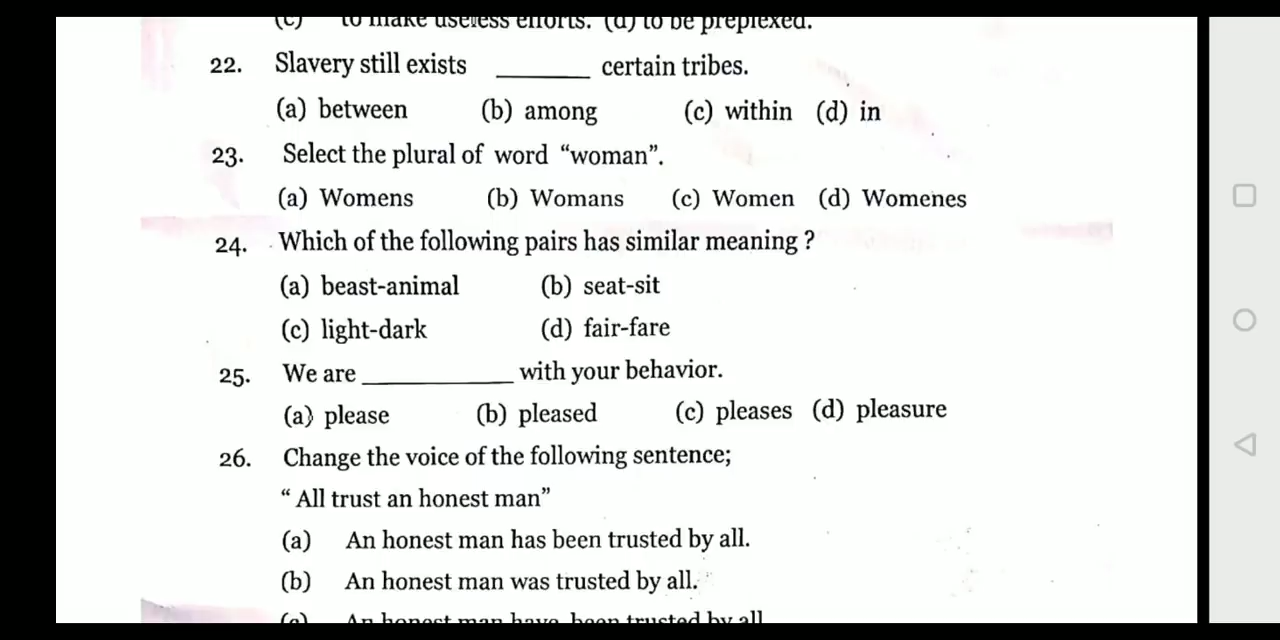 (c) to make useless efforts. (d) to be preplexed.
22. Slavery still exists ________ certain tribes.
(a) between (b) among (c) within (d) in
23. Select the plural of word “woman”.
(a) Womens (b) Womans (c) Women (d) Womenes
24. Which of the following pairs has similar meaning ?
(a) beast-animal (b) seat-sit
(c) light-dark (d) fair-fare
25. We are ____________ with your behavior.
(a) please (b) pleased (c) pleases (d) pleasure
26. Change the voice of the following sentence;
“ All trust an honest man”
(a) An honest man has been trusted by all.
(b) An honest man was trusted by all.
(c) An honest man have been trusted by all